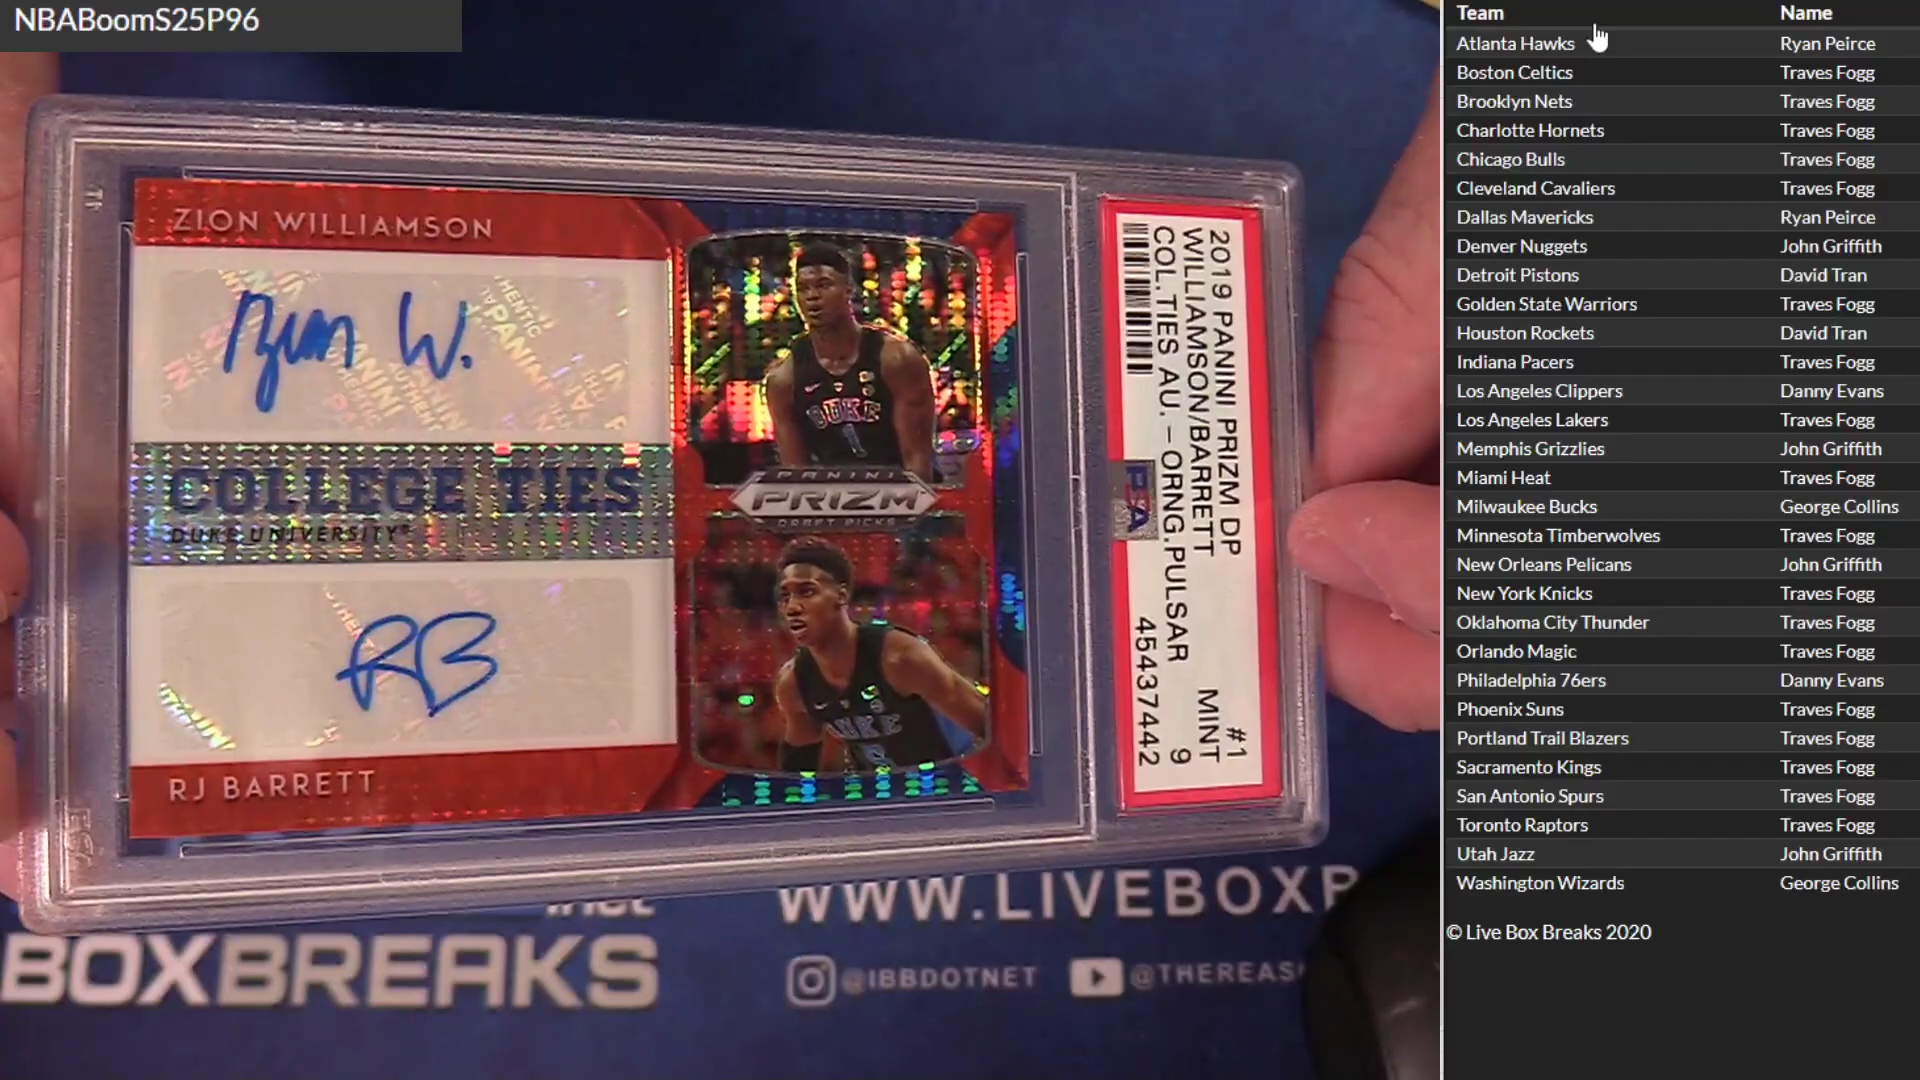 NBABoomS25P96
ZION WILLIAMSON
Zion W.
COLLEGE TIES
DUKE UNIVERSITY
RB
RJ BARRETT
DUKE
1
PANINI
PRIZM
DRAFT PICKS
DUKE
5
2019 PANINI PRIZM DP #1
WILLIAMSON/BARRETT MINT
COL.TIES AU.-ORNG.PULSAR 9
45437442
PSA
WWW.LIVEBOXB
BOXBREAKS
@IBBDOTNET
@THEREAS
Team Name
Atlanta Hawks Ryan Peirce
Boston Celtics Traves Fogg
Brooklyn Nets Traves Fogg
Charlotte Hornets Traves Fogg
Chicago Bulls Traves Fogg
Cleveland Cavaliers Traves Fogg
Dallas Mavericks Ryan Peirce
Denver Nuggets John Griffith
Detroit Pistons David Tran
Golden State Warriors Traves Fogg
Houston Rockets David Tran
Indiana Pacers Traves Fogg
Los Angeles Clippers Danny Evans
Los Angeles Lakers Traves Fogg
Memphis Grizzlies John Griffith
Miami Heat Traves Fogg
Milwaukee Bucks George Collins
Minnesota Timberwolves Traves Fogg
New Orleans Pelicans John Griffith
New York Knicks Traves Fogg
Oklahoma City Thunder Traves Fogg
Orlando Magic Traves Fogg
Philadelphia 76ers Danny Evans
Phoenix Suns Traves Fogg
Portland Trail Blazers Traves Fogg
Sacramento Kings Traves Fogg
San Antonio Spurs Traves Fogg
Toronto Raptors Traves Fogg
Utah Jazz John Griffith
Washington Wizards George Collins
© Live Box Breaks 2020